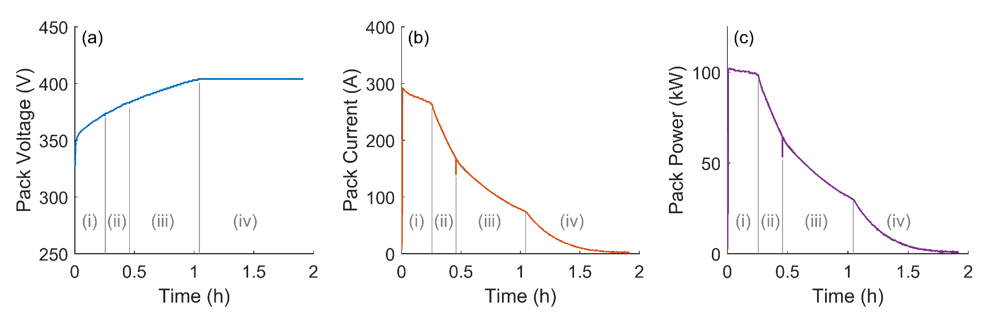 (a)
450
400
350
300
250
Pack Voltage (V)
(i) (ii) (iii) (iv)
0 0.5 1 1.5 2
Time (h)
(b)
400
300
200
100
0
Pack Current (A)
(i) (ii) (iii) (iv)
0 0.5 1 1.5 2
Time (h)
(c)
100
50
0
Pack Power (kW)
(i) (ii) (iii) (iv)
0 0.5 1 1.5 2
Time (h)